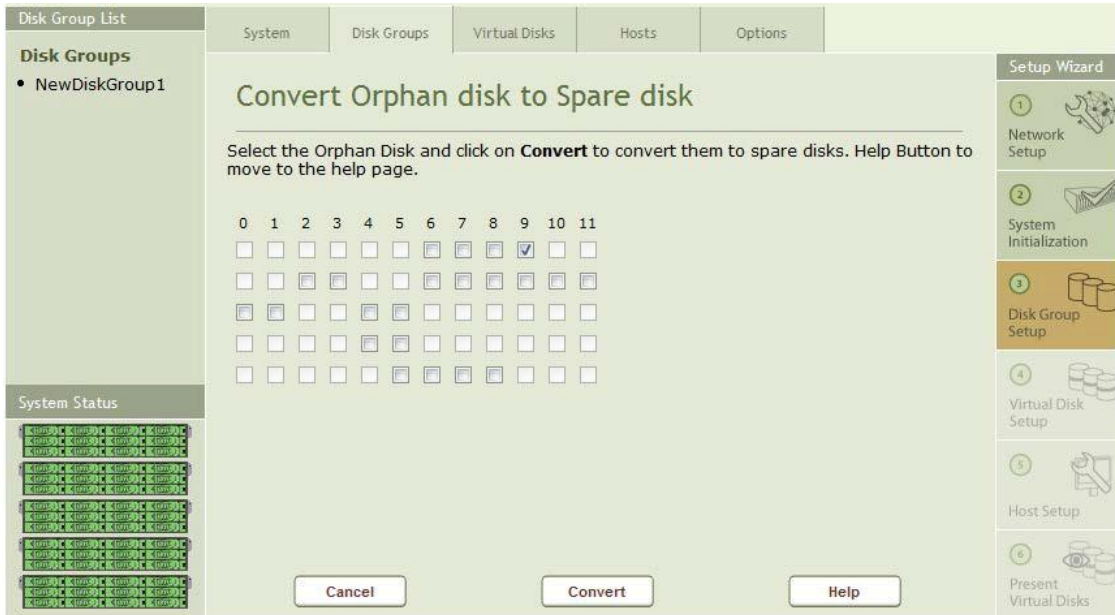 Disk Group List
Disk Groups
• NewDiskGroup1
System Status
System
Disk Groups
Virtual Disks
Hosts
Options
Convert Orphan disk to Spare disk
Select the Orphan Disk and click on Convert to convert them to spare disks. Help Button to
move to the help page.
0 1 2 3 4 5 6 7 8 9 10 11
Cancel
Convert
Help
Setup Wizard
1
Network
Setup
2
System
Initialization
3
Disk Group
Setup
4
Virtual Disk
Setup
5
Host Setup
6
Present
Virtual Disks